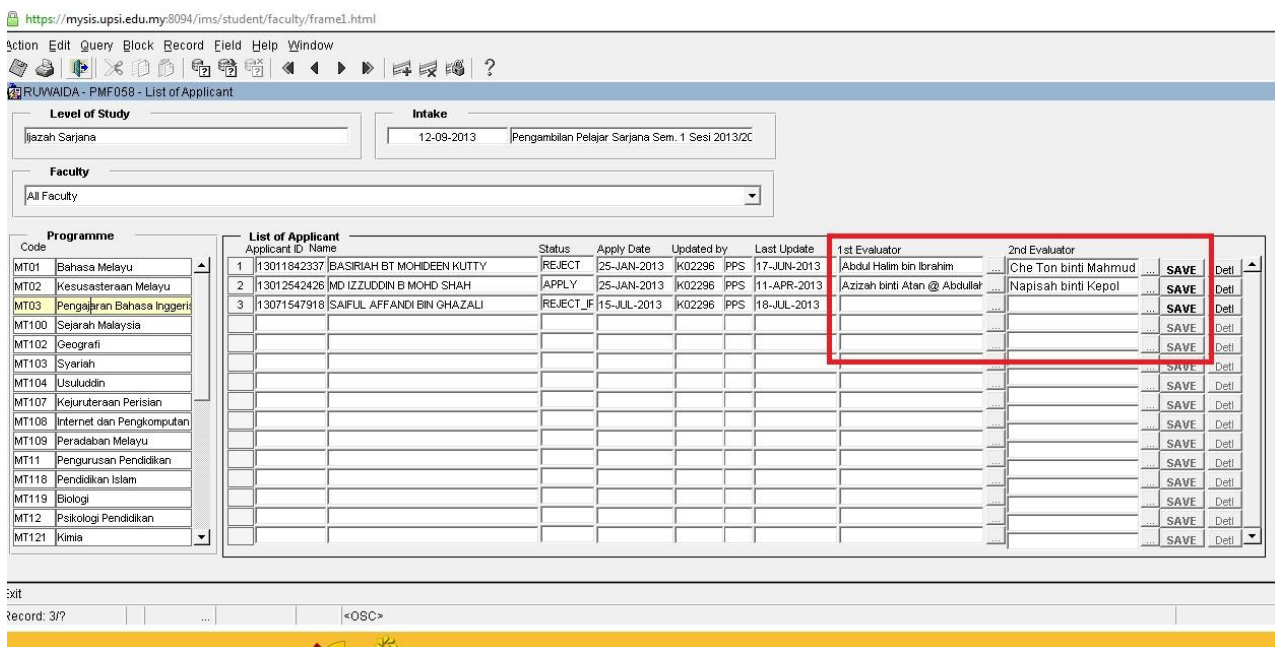 https://mysis.upsi.edu.my:8094/ims/student/faculty/frame1.html
Action Edit Query Block Record Field Help Window
RUWAIDA - PMF058 - List of Applicant
Level of Study
Intake
Ijazah Sarjana
12-09-2013 Pengambilan Pelajar Sarjana Sem. 1 Sesi 2013/20
Faculty
All Faculty
Programme
Code
MT01 Bahasa Melayu
MT02 Kesusasteraan Melayu
MT03 Pengajaran Bahasa Inggeris
MT100 Sejarah Malaysia
MT102 Geografi
MT103 Syariah
MT104 Usuluddin
MT107 Kejuruteraan Perisian
MT108 Internet dan Pengkomputan
MT109 Peradaban Melayu
MT11 Pengurusan Pendidikan
MT118 Pendidikan Islam
MT119 Biologi
MT12 Psikologi Pendidikan
MT121 Kimia
List of Applicant
Applicant ID Name Status Apply Date Updated by Last Update 1st Evaluator 2nd Evaluator
1 13011842337 BASIRIAH BT MOHIDEEN KUTTY REJECT 25-JAN-2013 K02296 PPS 17-JUN-2013 Abdul Halim bin Ibrahim ... Che Ton binti Mahmud ... SAVE Detl
2 13012542426 MD IZZUDDIN B MOHD SHAH APPLY 25-JAN-2013 K02296 PPS 11-APR-2013 Azizah binti Atan @ Abdullah ... Napisah binti Kepol ... SAVE Detl
3 13071547918 SAIFUL AFFANDI BIN GHAZALI REJECT_IF 15-JUL-2013 K02296 PPS 18-JUL-2013 ... ... SAVE Detl
... ... SAVE Detl
... ... SAVE Detl
... ... SAVE Detl
... ... SAVE Detl
... ... SAVE Detl
... ... SAVE Detl
... ... SAVE Detl
... ... SAVE Detl
... ... SAVE Detl
... ... SAVE Detl
... ... SAVE Detl
... ... SAVE Detl
Exit
Record: 3/? ... <OSC>